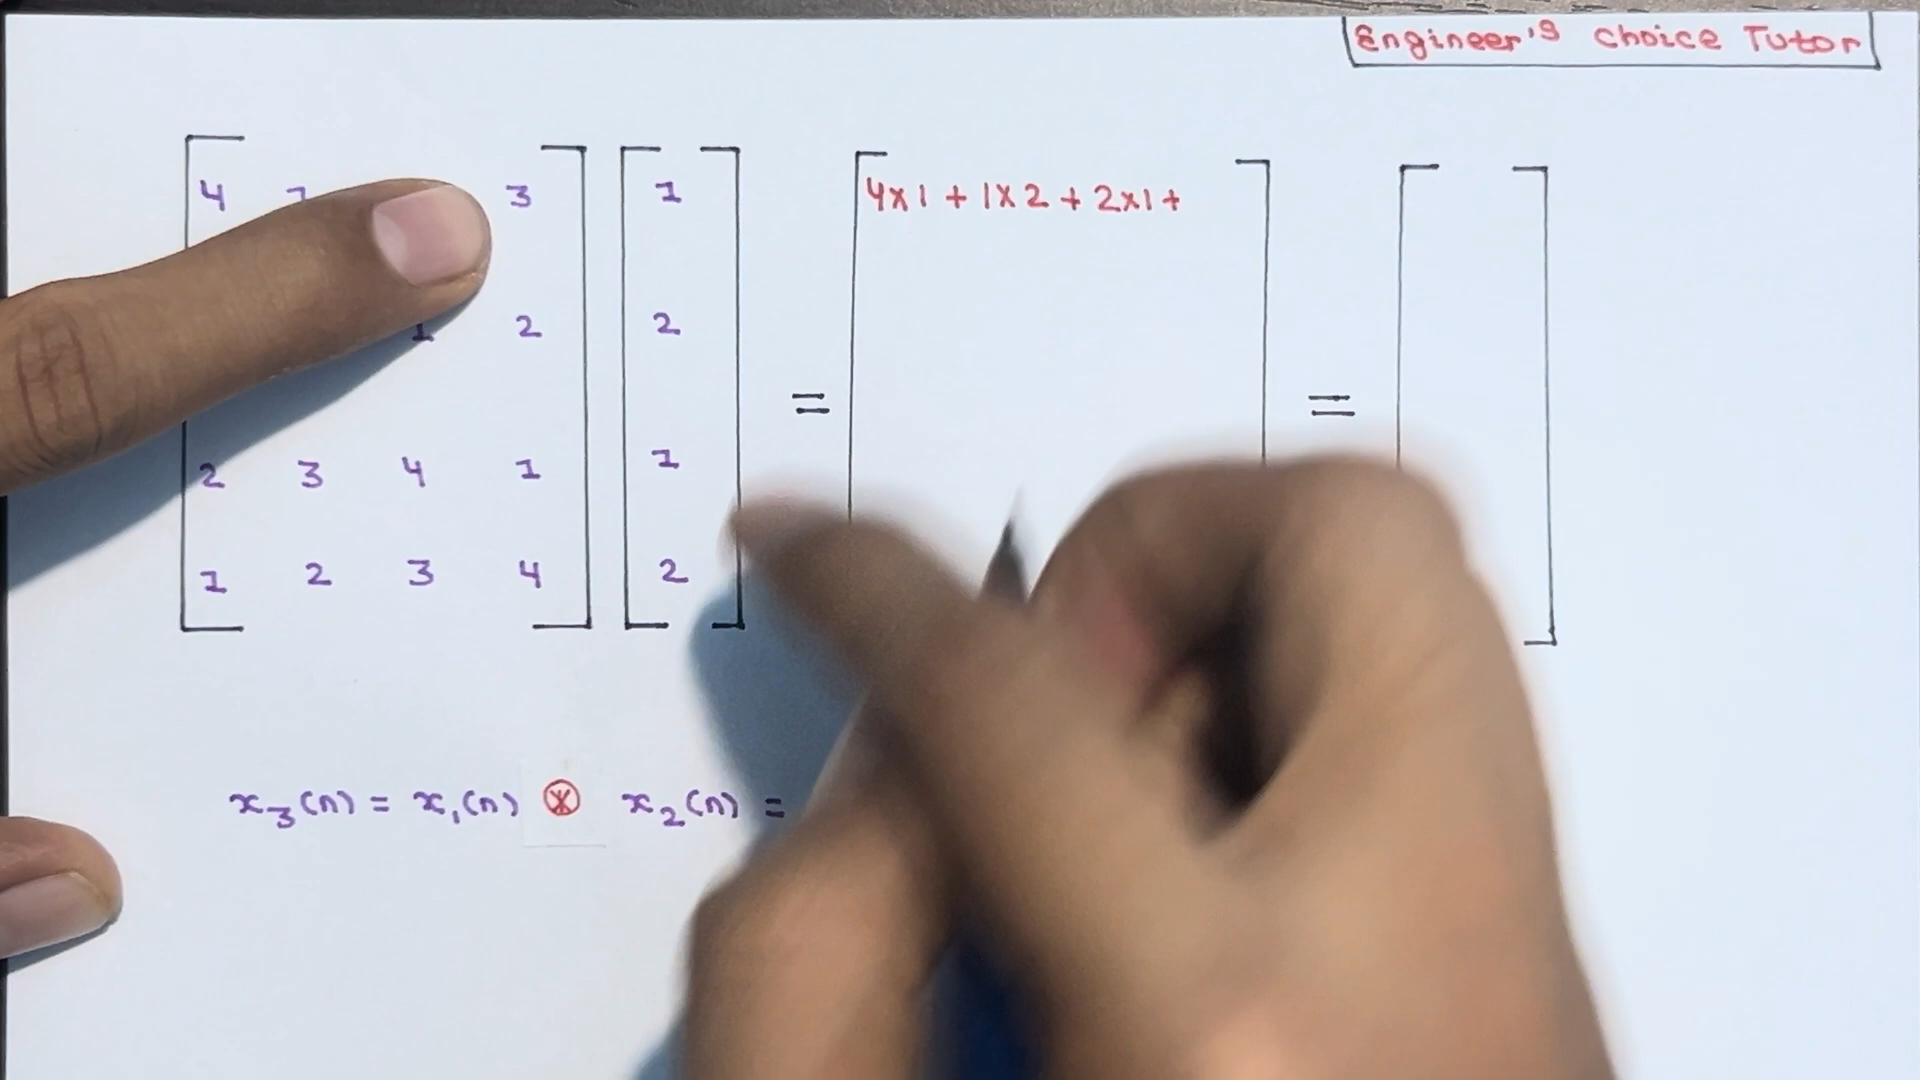 Engineer's Choice Tutor
4 3 1 4x1 + 1x2 + 2x1 +
1 2 2
= =
2 3 4 1 1
1 2 3 4 2
x₃(n) = x₁(n) ⊛ x₂(n) =